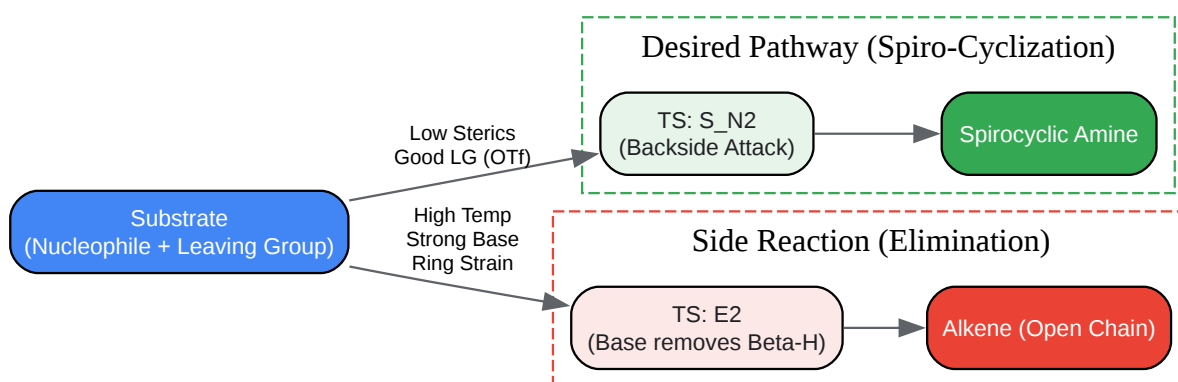 Desired Pathway (Spiro-Cyclization)
TS: S_N2
(Backside Attack)
Spirocyclic Amine
Low Sterics
Good LG (OTf)
Substrate
(Nucleophile + Leaving Group)
High Temp
Strong Base
Ring Strain
Side Reaction (Elimination)
TS: E2
(Base removes Beta-H)
Alkene (Open Chain)